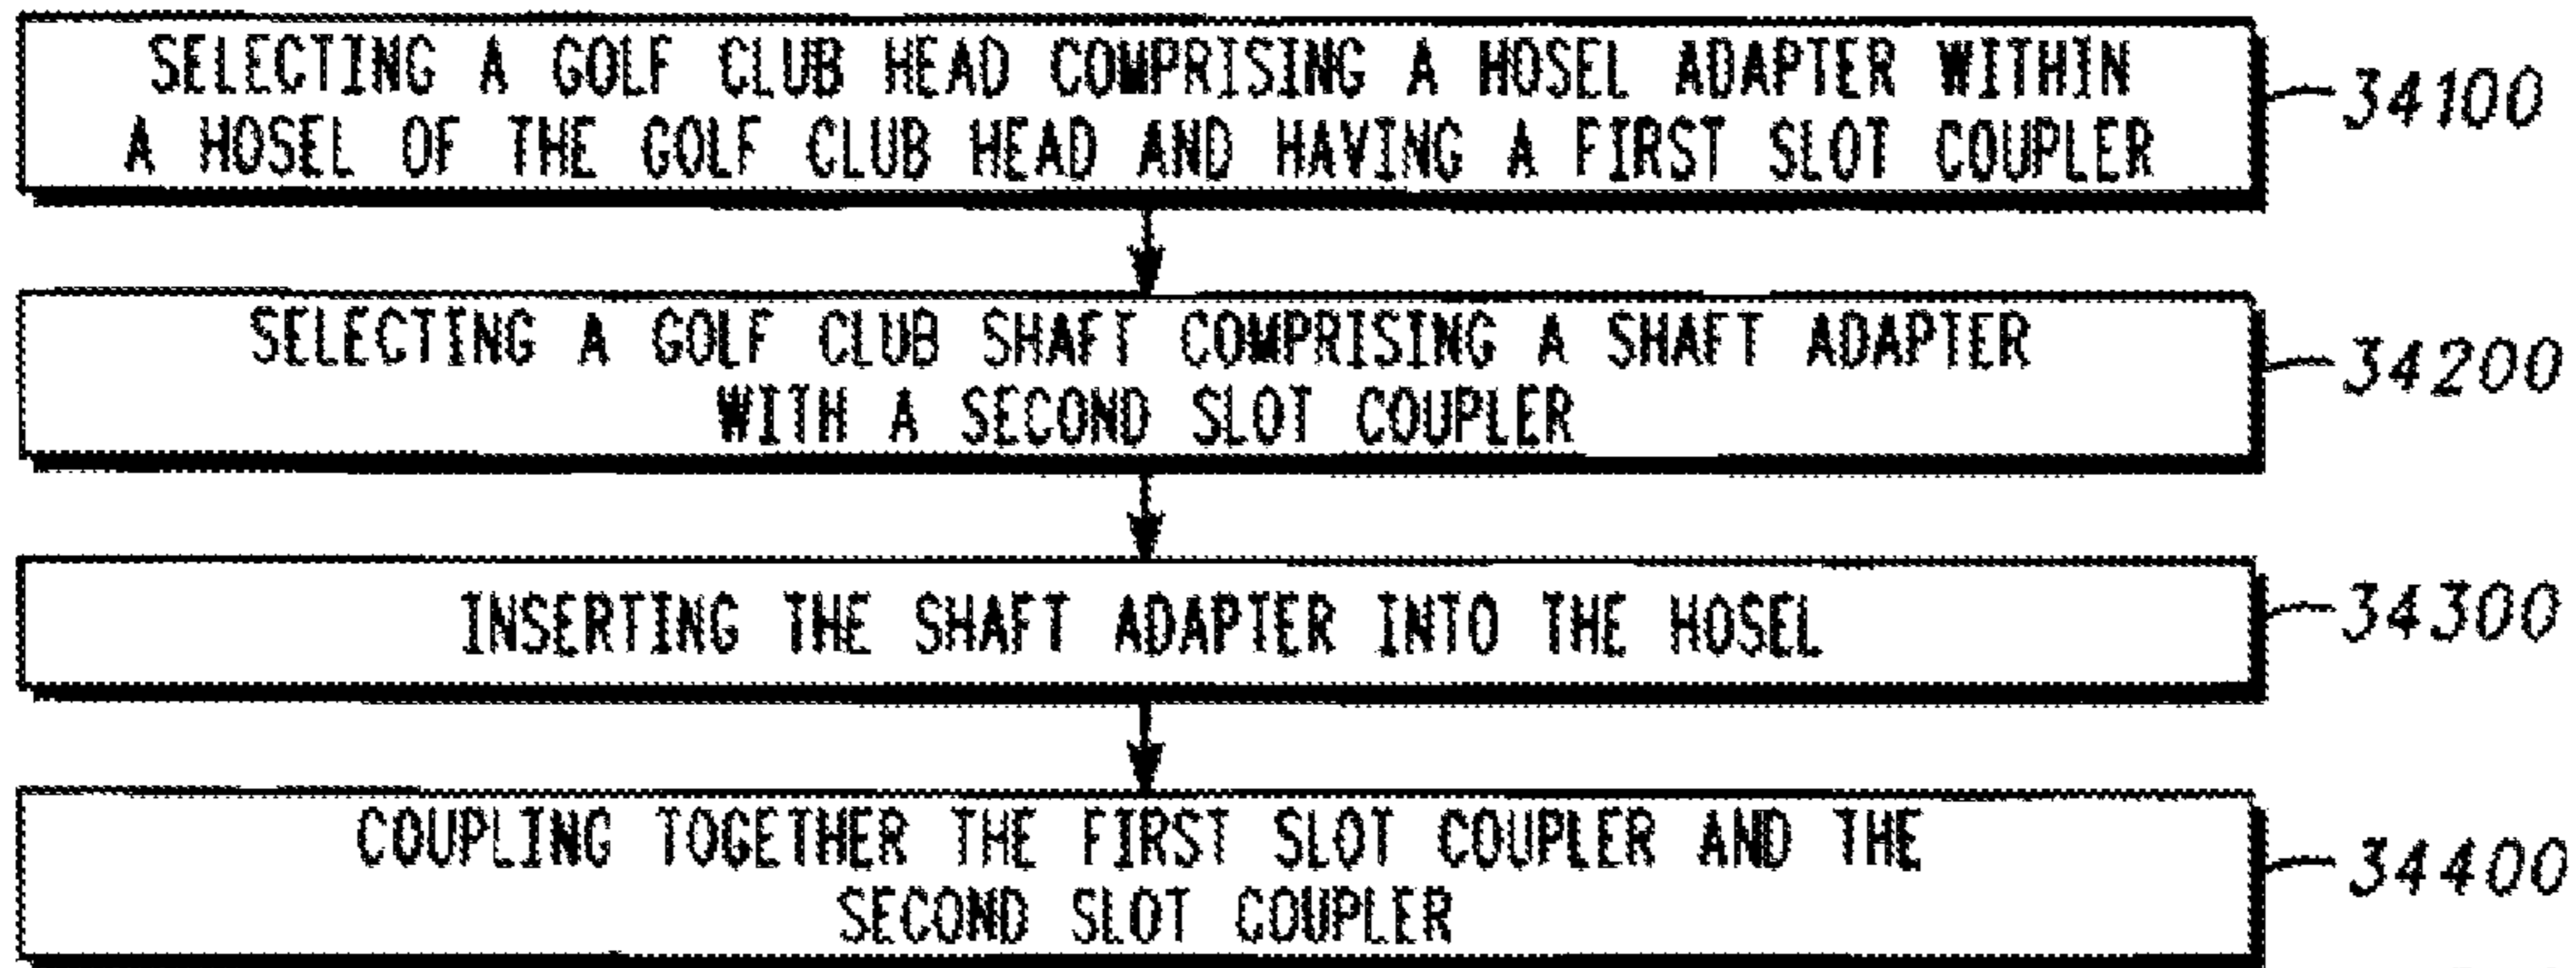 SELECTING A GOLF CLUB HEAD COMPRISING A HOSEL ADAPTER WITHIN
A HOSEL OF THE GOLF CLUB HEAD AND HAVING A FIRST SLOT COUPLER
34100
SELECTING A GOLF CLUB SHAFT COMPRISING A SHAFT ADAPTER
WITH A SECOND SLOT COUPLER
34200
INSERTING THE SHAFT ADAPTER INTO THE HOSEL
34300
COUPLING TOGETHER THE FIRST SLOT COUPLER AND THE
SECOND SLOT COUPLER
34400